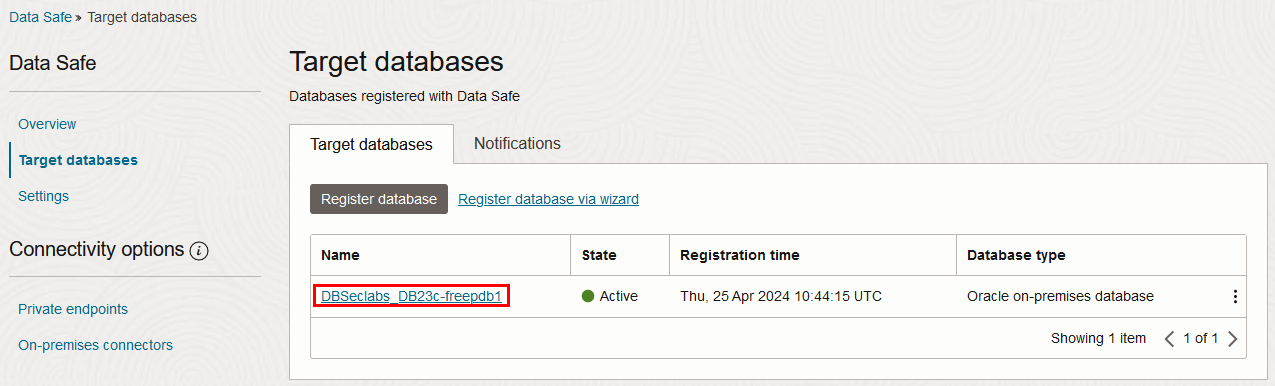 Data Safe » Target databases
Data Safe
Overview
Target databases
Settings
Connectivity options i
Private endpoints
On-premises connectors
Target databases
Databases registered with Data Safe
Target databases Notifications
Register database Register database via wizard
Name State Registration time Database type
DBSeclabs_DB23c-freepdb1 Active Thu, 25 Apr 2024 10:44:15 UTC Oracle on-premises database
Showing 1 item 1 of 1